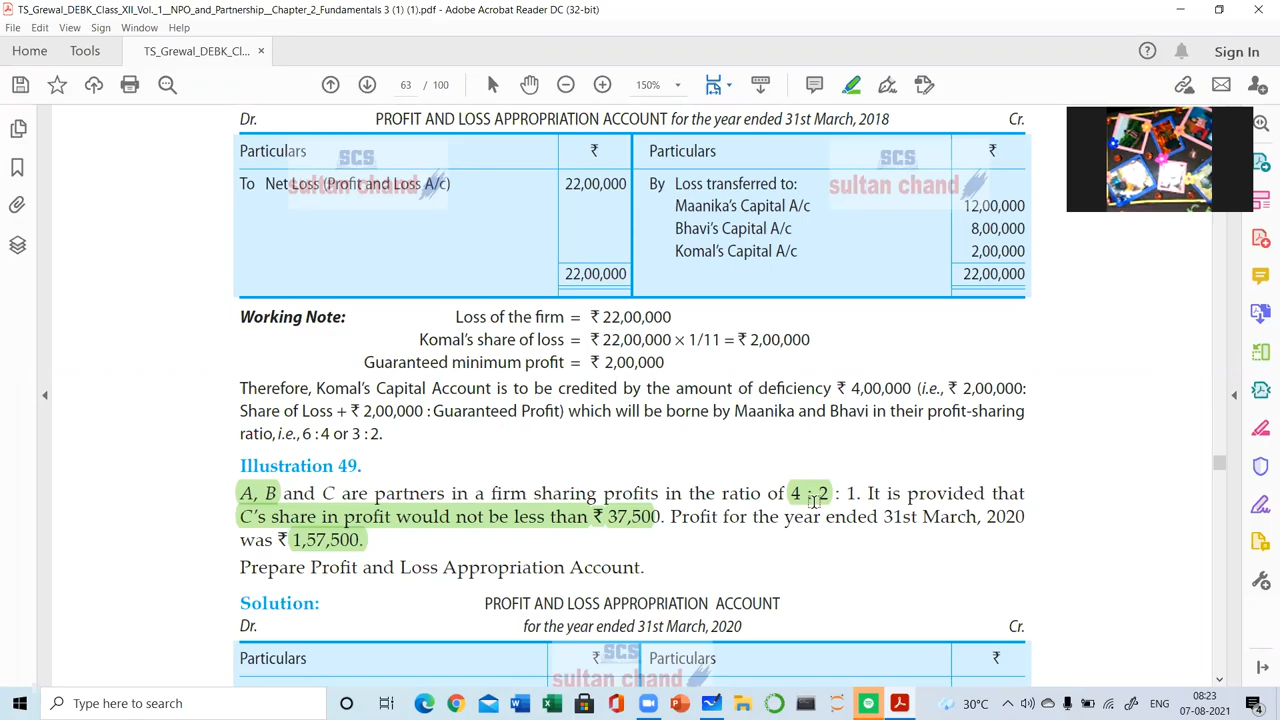 TS_Grewal_DEBK_Class_XII_Vol._1__NPO_and_Partnership__Chapter_2_Fundamentals 3 (1) (1).pdf - Adobe Acrobat Reader DC (32-bit)
File Edit View Sign Window Help
Home Tools TS_Grewal_DEBK_Cl... × Sign In
63 / 100 150%
Dr. PROFIT AND LOSS APPROPRIATION ACCOUNT for the year ended 31st March, 2018 Cr.
Particulars ₹ Particulars ₹
SCS SCS
sultan chand sultan chand
To Net Loss (Profit and Loss A/c) 22,00,000 By Loss transferred to:
Maanika's Capital A/c 12,00,000
Bhavi's Capital A/c 8,00,000
Komal's Capital A/c 2,00,000
22,00,000 22,00,000
Working Note: Loss of the firm = ₹ 22,00,000
Komal's share of loss = ₹ 22,00,000 × 1/11 = ₹ 2,00,000
Guaranteed minimum profit = ₹ 2,00,000
Therefore, Komal's Capital Account is to be credited by the amount of deficiency ₹ 4,00,000 (i.e., ₹ 2,00,000:
Share of Loss + ₹ 2,00,000 : Guaranteed Profit) which will be borne by Maanika and Bhavi in their profit-sharing
ratio, i.e., 6 : 4 or 3 : 2.
Illustration 49.
A, B and C are partners in a firm sharing profits in the ratio of 4 : 2 : 1. It is provided that
C's share in profit would not be less than ₹ 37,500. Profit for the year ended 31st March, 2020
was ₹ 1,57,500.
Prepare Profit and Loss Appropriation Account.
Solution: PROFIT AND LOSS APPROPRIATION ACCOUNT
Dr. for the year ended 31st March, 2020 Cr.
Particulars ₹ Particulars ₹
SCS
sultan chand
Type here to search
30°C ENG 08:23
07-08-2021
4